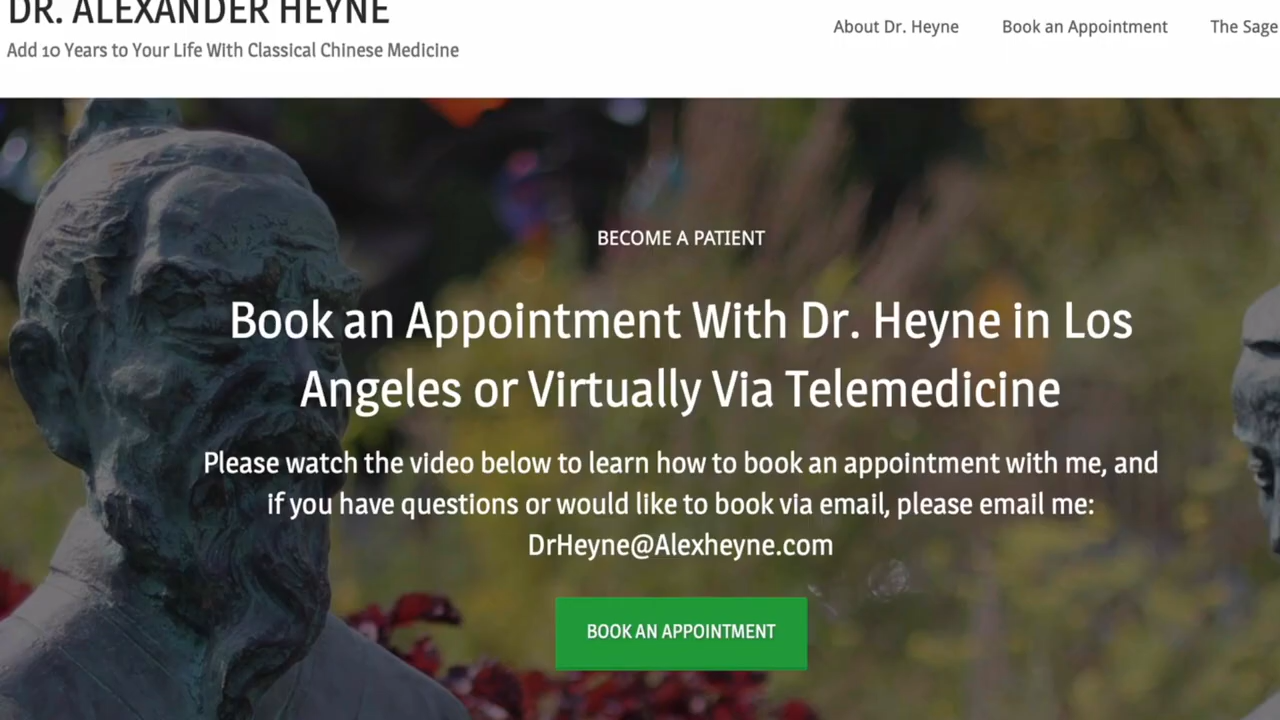 DR. ALEXANDER HEYNE
Add 10 Years to Your Life With Classical Chinese Medicine
About Dr. Heyne
Book an Appointment
The Sage
BECOME A PATIENT
Book an Appointment With Dr. Heyne in Los
Angeles or Virtually Via Telemedicine
Please watch the video below to learn how to book an appointment with me, and
if you have questions or would like to book via email, please email me:
DrHeyne@Alexheyne.com
BOOK AN APPOINTMENT